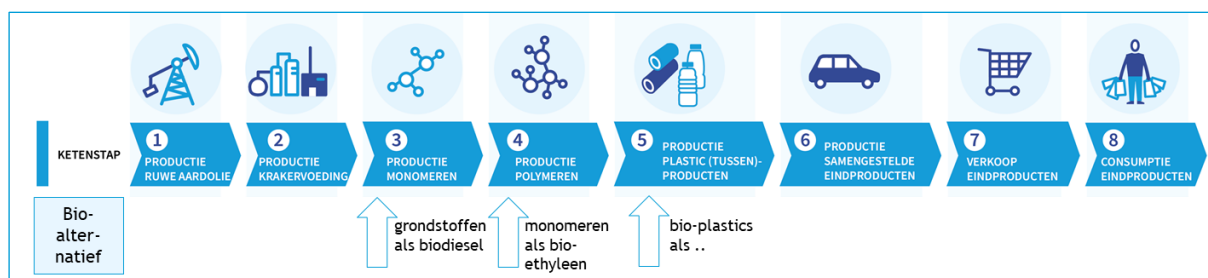 KETENSTAP
1
PRODUCTIE
RUWE AARDOLIE
2
PRODUCTIE
KRAKERVOEDING
3
PRODUCTIE
MONOMEREN
4
PRODUCTIE
POLYMEREN
5
PRODUCTIE
PLASTIC (TUSSEN)-
PRODUCTEN
6
PRODUCTIE
SAMENGESTELDE
EINDPRODUCTEN
7
VERKOOP
EINDPRODUCTEN
8
CONSUMPTIE
EINDPRODUCTEN
Bio-
alter-
natief
grondstoffen
als biodiesel
monomeren
als bio-
ethyleen
bio-plastics
als ..